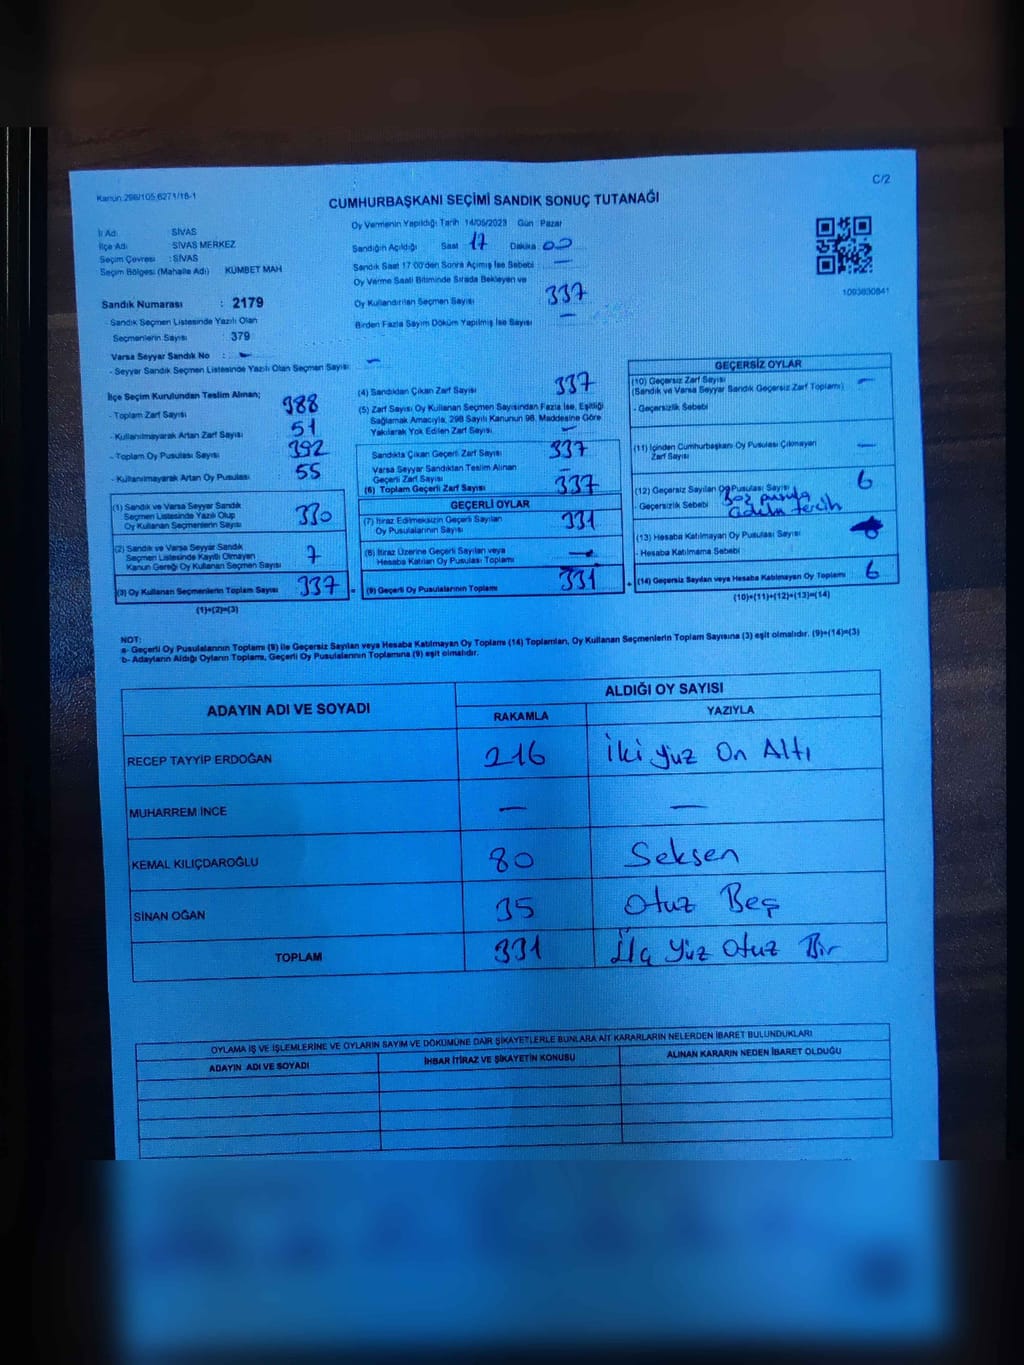 C/2
Kanun:298/105,6271/18-1
CUMHURBAŞKANI SEÇİMİ SANDIK SONUÇ TUTANAĞI
İl Adı : SİVAS
İlçe Adı : SİVAS MERKEZ
Seçim Çevresi : SİVAS
Seçim Bölgesi (Mahalle Adı) KÜMBET MAH
Oy Vermenin Yapıldığı Tarih 14/05/2023 Gün Pazar
Sandığın Açıldığı Saat 17 Dakika 00
Sandık Saat 17:00'den Sonra Açılmış İse Sebebi : —
Oy Verme Saati Bitiminde Sırada Bekleyen ve
Oy Kullandırılan Seçmen Sayısı 337
Birden Fazla Sayım Döküm Yapılmış İse Sayısı —
1093830841
Sandık Numarası : 2179
- Sandık Seçmen Listesinde Yazılı Olan
Seçmenlerin Sayısı : 379
Varsa Seyyar Sandık No : —
- Seyyar Sandık Seçmen Listesinde Yazılı Olan Seçmen Sayısı: —
İlçe Seçim Kurulundan Teslim Alınan;
- Toplam Zarf Sayısı : 388
- Kullanılmayarak Artan Zarf Sayısı : 51
- Toplam Oy Pusulası Sayısı : 392
- Kullanılmayarak Artan Oy Pusulası : 55
(1) Sandık ve Varsa Seyyar Sandık
Seçmen Listesinde Yazılı Olup
Oy Kullanan Seçmenlerin Sayısı 330
(2) Sandık ve Varsa Seyyar Sandık
Seçmen Listesinde Kayıtlı Olmayan
Kanun Gereği Oy Kullanan Seçmen Sayısı 7
(3) Oy Kullanan Seçmenlerin Toplam Sayısı 337 =
(1)+(2)=(3)
(4) Sandıktan Çıkan Zarf Sayısı 337
(5) Zarf Sayısı Oy Kullanan Seçmen Sayısından Fazla İse, Eşitliği
Sağlamak Amacıyla, 298 Sayılı Kanunun 98. Maddesine Göre
Yakılarak Yok Edilen Zarf Sayısı —
Sandıkta Çıkan Geçerli Zarf Sayısı 337
Varsa Seyyar Sandıktan Teslim Alınan
Geçerli Zarf Sayısı —
(6) Toplam Geçerli Zarf Sayısı 337
GEÇERLİ OYLAR
(7) İtiraz Edilmeksizin Geçerli Sayılan
Oy Pusulalarının Sayısı 331
(8) İtiraz Üzerine Geçerli Sayılan veya
Hesaba Katılan Oy Pusulası Toplamı —
(9) Geçerli Oy Pusulalarının Toplamı 331 +
GEÇERSİZ OYLAR
(10) Geçersiz Zarf Sayısı —
(Sandık ve Varsa Seyyar Sandık Geçersiz Zarf Toplamı)
- Geçersizlik Sebebi
(11) İçinden Cumhurbaşkanı Oy Pusulası Çıkmayan —
Zarf Sayısı
(12) Geçersiz Sayılan Oy Pusulası Sayısı 6
- Geçersizlik Sebebi Boz pusula
tercih
(13) Hesaba Katılmayan Oy Pusulası Sayısı
- Hesaba Katılmama Sebebi
(14) Geçersiz Sayılan veya Hesaba Katılmayan Oy Toplamı 6
(10)+(11)+(12)+(13)=(14)
NOT:
a- Geçerli Oy Pusulalarının Toplamı (9) ile Geçersiz Sayılan veya Hesaba Katılmayan Oy Toplamı (14) Toplamları, Oy Kullanan Seçmenlerin Toplam Sayısına (3) eşit olmalıdır. (9)+(14)=(3)
b- Adayların Aldığı Oyların Toplamı, Geçerli Oy Pusulalarının Toplamına (9) eşit olmalıdır.
ADAYIN ADI VE SOYADI
ALDIĞI OY SAYISI
RAKAMLA YAZIYLA
RECEP TAYYİP ERDOĞAN 216 İki Yüz On Altı
MUHARREM İNCE — —
KEMAL KILIÇDAROĞLU 80 Seksen
SİNAN OĞAN 35 Otuz Beş
TOPLAM 331 Üç Yüz Otuz Bir
OYLAMA İŞ VE İŞLEMLERİNE VE OYLARIN SAYIM VE DÖKÜMÜNE DAİR ŞİKAYETLERLE BUNLARA AİT KARARLARIN NELERDEN İBARET BULUNDUKLARI
ADAYIN ADI VE SOYADI İHBAR İTİRAZ VE ŞİKAYETİN KONUSU ALINAN KARARIN NEDEN İBARET OLDUĞU